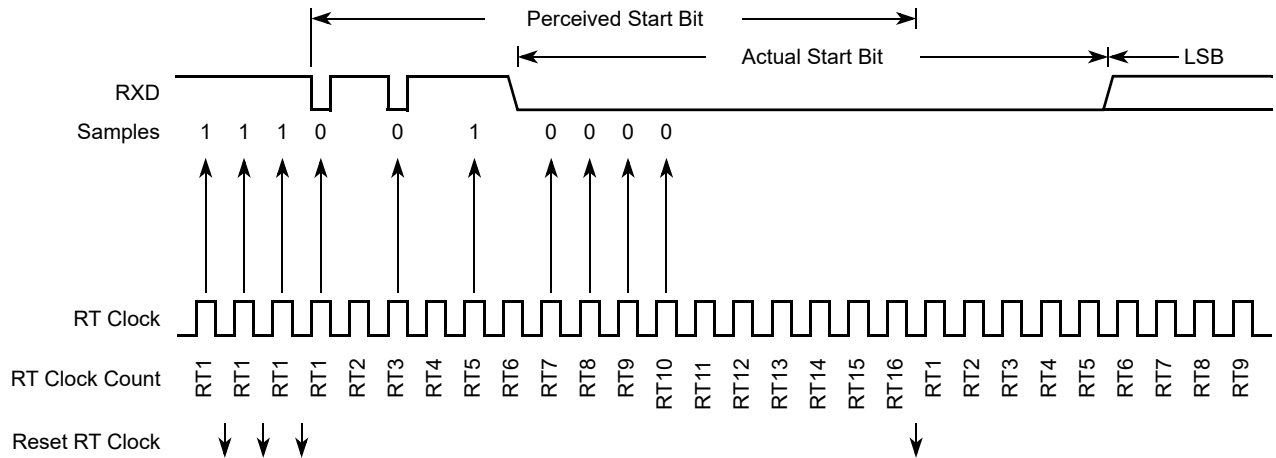 Perceived Start Bit
Actual Start Bit LSB
RXD
Samples 1 1 1 0 0 1 0 0 0 0
RT Clock
RT Clock Count RT1 RT1 RT1 RT1 RT2 RT3 RT4 RT5 RT6 RT7 RT8 RT9 RT10 RT11 RT12 RT13 RT14 RT15 RT16 RT1 RT2 RT3 RT4 RT5 RT6 RT7 RT8 RT9
Reset RT Clock